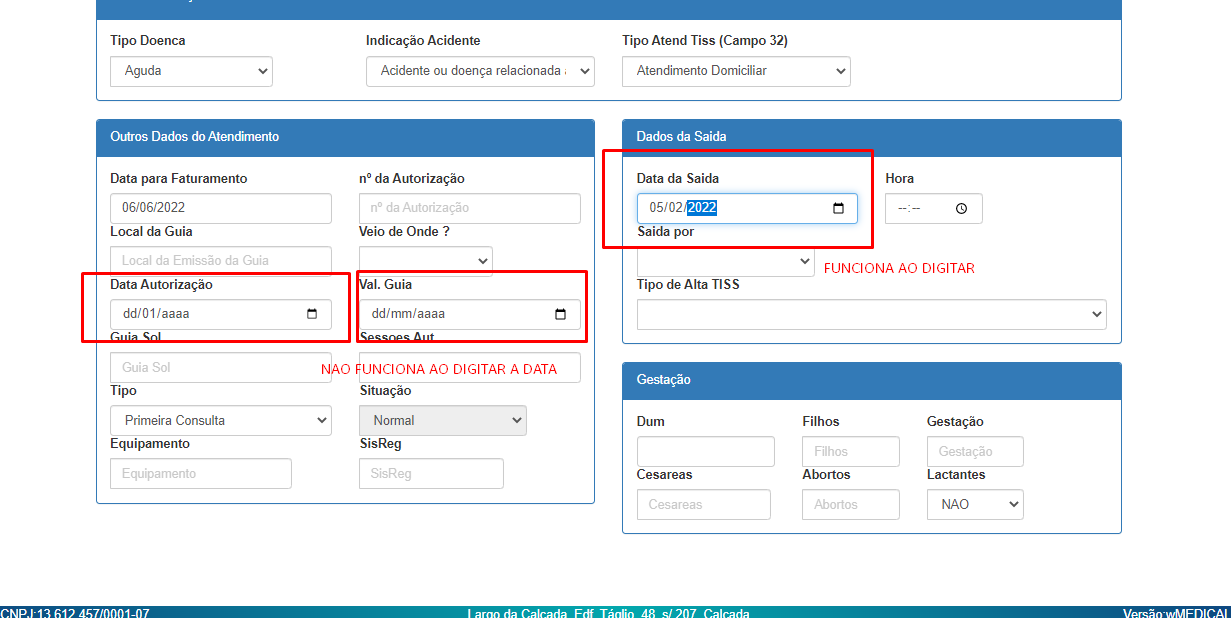 Tipo Doenca
Indicação Acidente
Tipo Atend Tiss (Campo 32)
Aguda
Acidente ou doença relacionada
Atendimento Domiciliar
Outros Dados do Atendimento
Data para Faturamento
nº da Autorização
06/06/2022
nº da Autorização
Local da Guia
Veio de Onde ?
Local da Emissão da Guia
Data Autorização
Val. Guia
dd/01/aaaa
dd/mm/aaaa
Guia Sol
Sessoes Aut
Guia Sol
NAO FUNCIONA AO DIGITAR A DATA
Tipo
Situação
Primeira Consulta
Normal
Equipamento
SisReg
Equipamento
SisReg
Dados da Saida
Data da Saida
Hora
05/02/2022
--:--
Saida por
FUNCIONA AO DIGITAR
Tipo de Alta TISS
Gestação
Dum
Filhos
Gestação
Filhos
Gestação
Cesareas
Abortos
Lactantes
Cesareas
Abortos
NAO
CNPJ:13.612.457/0001-07
Largo da Calçada, Edf. Táglio, 48, s/ 207, Calçada
Versão:wMEDICAL